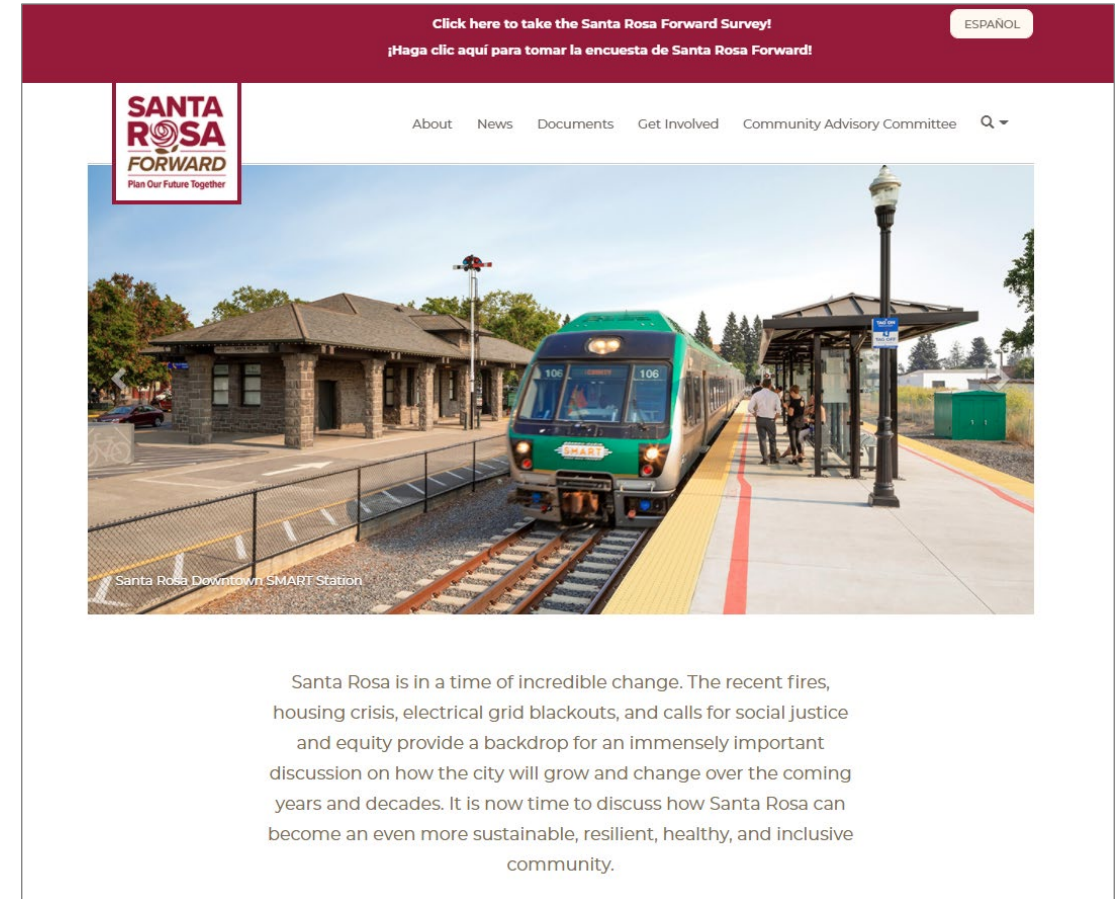 Click here to take the Santa Rosa Forward Survey!
ESPAÑOL
¡Haga clic aquí para tomar la encuesta de Santa Rosa Forward!
SANTA
ROSA
FORWARD
Plan Our Future Together
About News Documents Get Involved Community Advisory Committee
106
106
SMART
TAG ON
TAG OFF
Santa Rosa Downtown SMART Station
Santa Rosa is in a time of incredible change. The recent fires,
housing crisis, electrical grid blackouts, and calls for social justice
and equity provide a backdrop for an immensely important
discussion on how the city will grow and change over the coming
years and decades. It is now time to discuss how Santa Rosa can
become an even more sustainable, resilient, healthy, and inclusive
community.